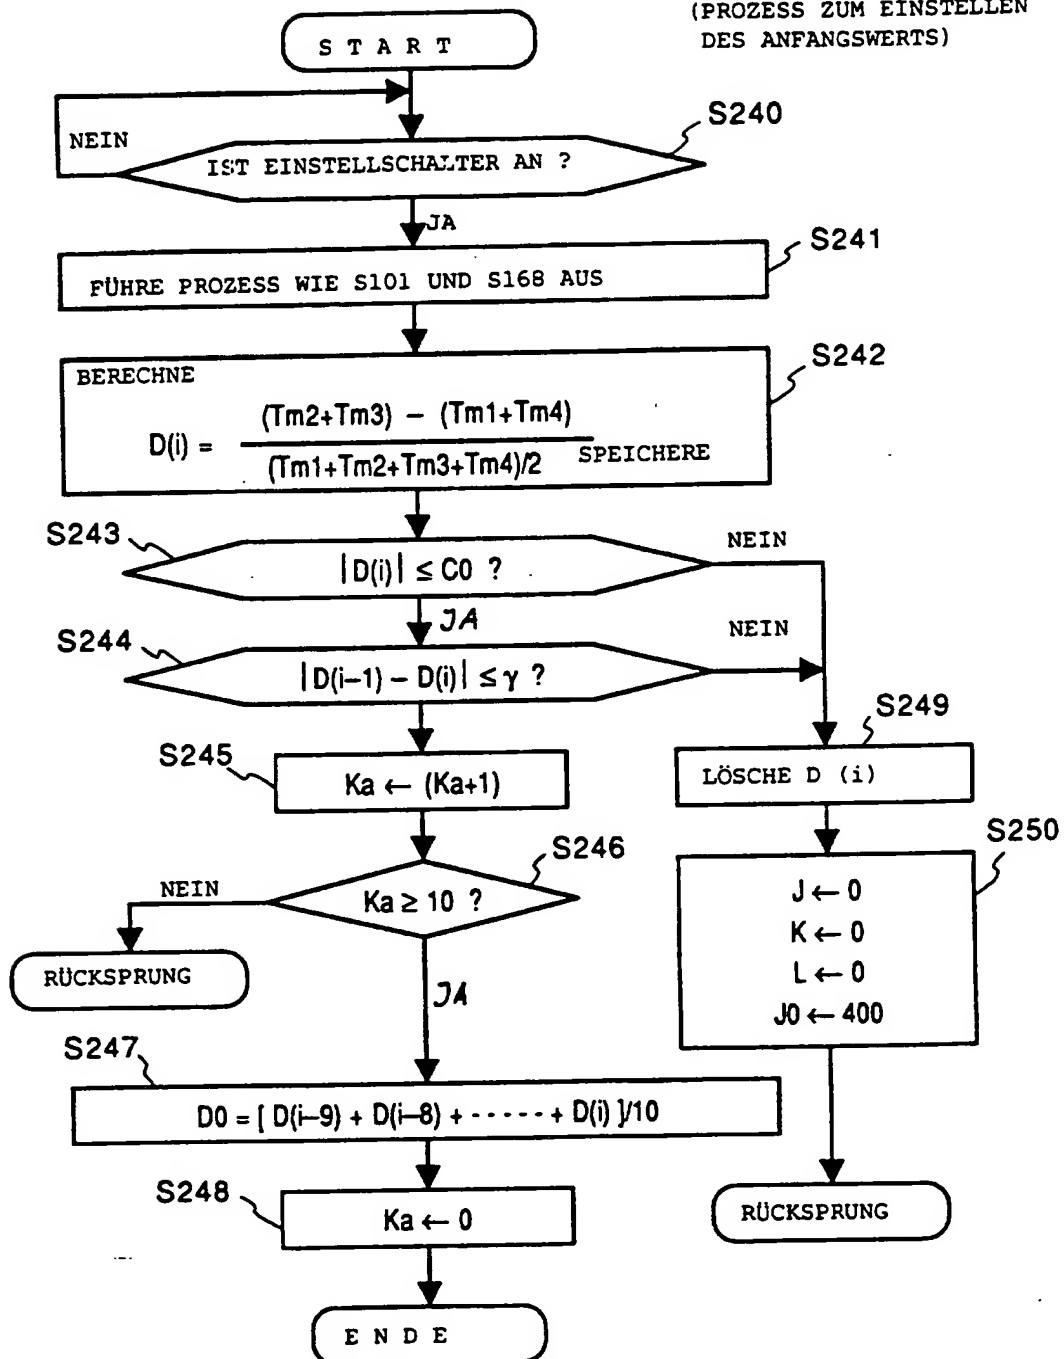 (PROZESS ZUM EINSTELLEN
DES ANFANGSWERTS)
START
NEIN
S240
IST EINSTELLSCHALTER AN ?
JA
S241
FÜHRE PROZESS WIE S101 UND S168 AUS
S242
BERECHNE
(Tm2+Tm3) – (Tm1+Tm4)
D(i) =
(Tm1+Tm2+Tm3+Tm4)/2
SPEICHERE
S243
|D(i)| ≤ C0 ?
NEIN
JA
S244
|D(i–1) – D(i)| ≤ γ ?
NEIN
S245
Ka ← (Ka+1)
S249
LÖSCHE D (i)
S246
Ka ≥ 10 ?
NEIN
RÜCKSPRUNG
JA
S250
J ← 0
K ← 0
L ← 0
J0 ← 400
S247
D0 = [ D(i–9) + D(i–8) + - - - - - + D(i) ]/10
S248
Ka ← 0
RÜCKSPRUNG
ENDE